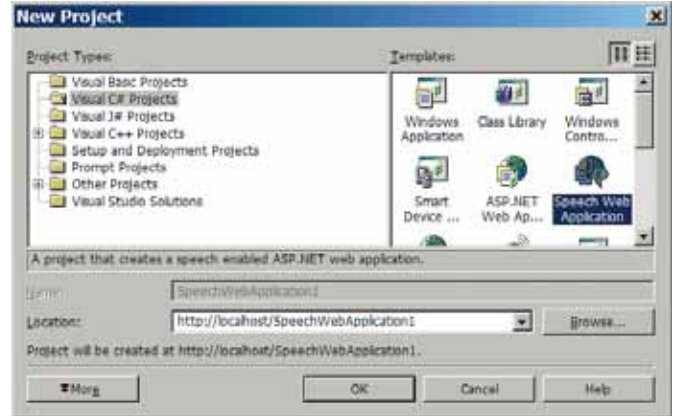 New Project
Project Types:
Templates:
Visual Basic Projects
Visual C# Projects
Visual J# Projects
Visual C++ Projects
Setup and Deployment Projects
Prompt Projects
Other Projects
Visual Studio Solutions
Windows Application
Class Library
Windows Contro...
Smart Device ...
ASP.NET Web Ap...
Speech Web Application
A project that creates a speech enabled ASP.NET web application.
Name:
SpeechWebApplication1
Location:
http://localhost/SpeechWebApplication1
Browse...
Project will be created at http://localhost/SpeechWebApplication1.
More
OK
Cancel
Help